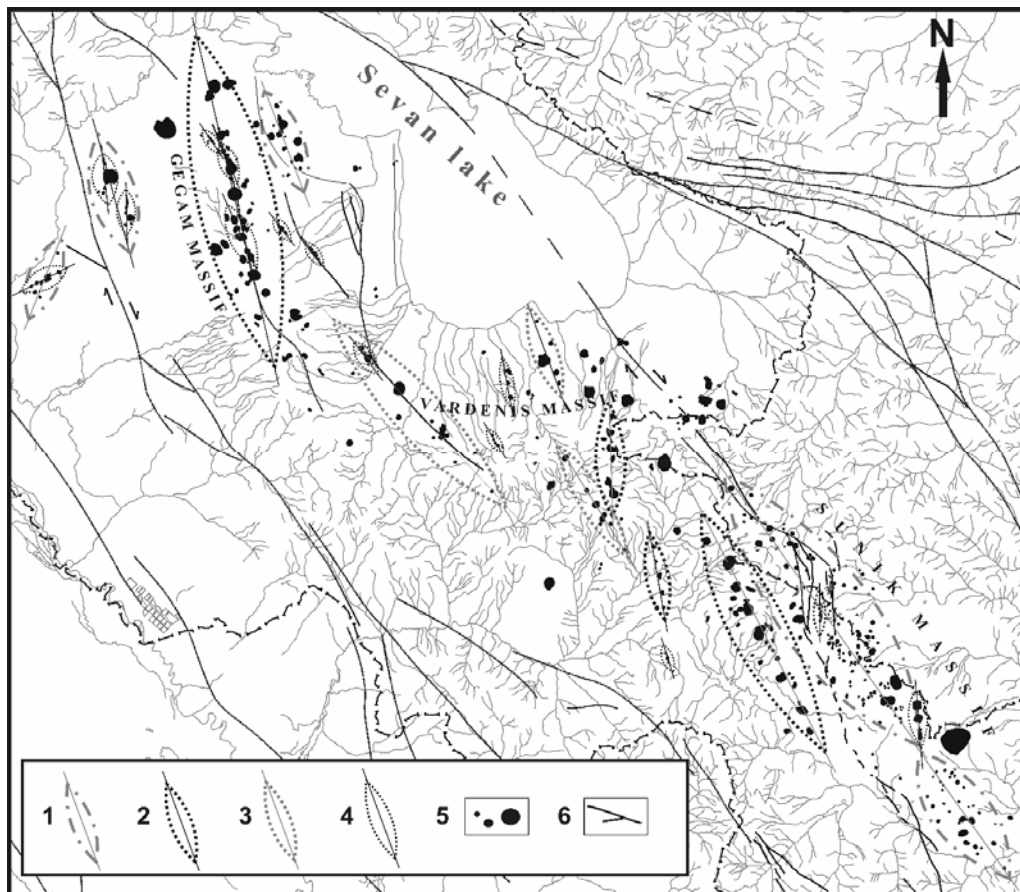 N
Sevan lake
GEGAM MASSIF
VARDENIS MASSIF
SUNIK MASSIF
1 2 3 4 5 6